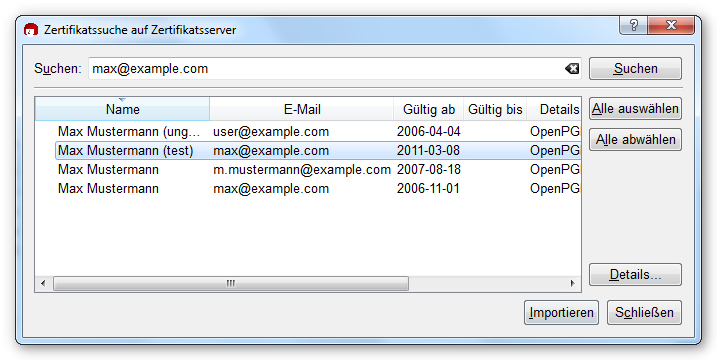 Zertifikatssuche auf Zertifikatsserver
Suchen: max@example.com Suchen
Name E-Mail Gültig ab Gültig bis Details Alle auswählen
Max Mustermann (ung... user@example.com 2006-04-04 OpenPG
Max Mustermann (test) max@example.com 2011-03-08 OpenPG Alle abwählen
Max Mustermann m.mustermann@example.com 2007-08-18 OpenPG
Max Mustermann max@example.com 2006-11-01 OpenPG
Details...
Importieren Schließen